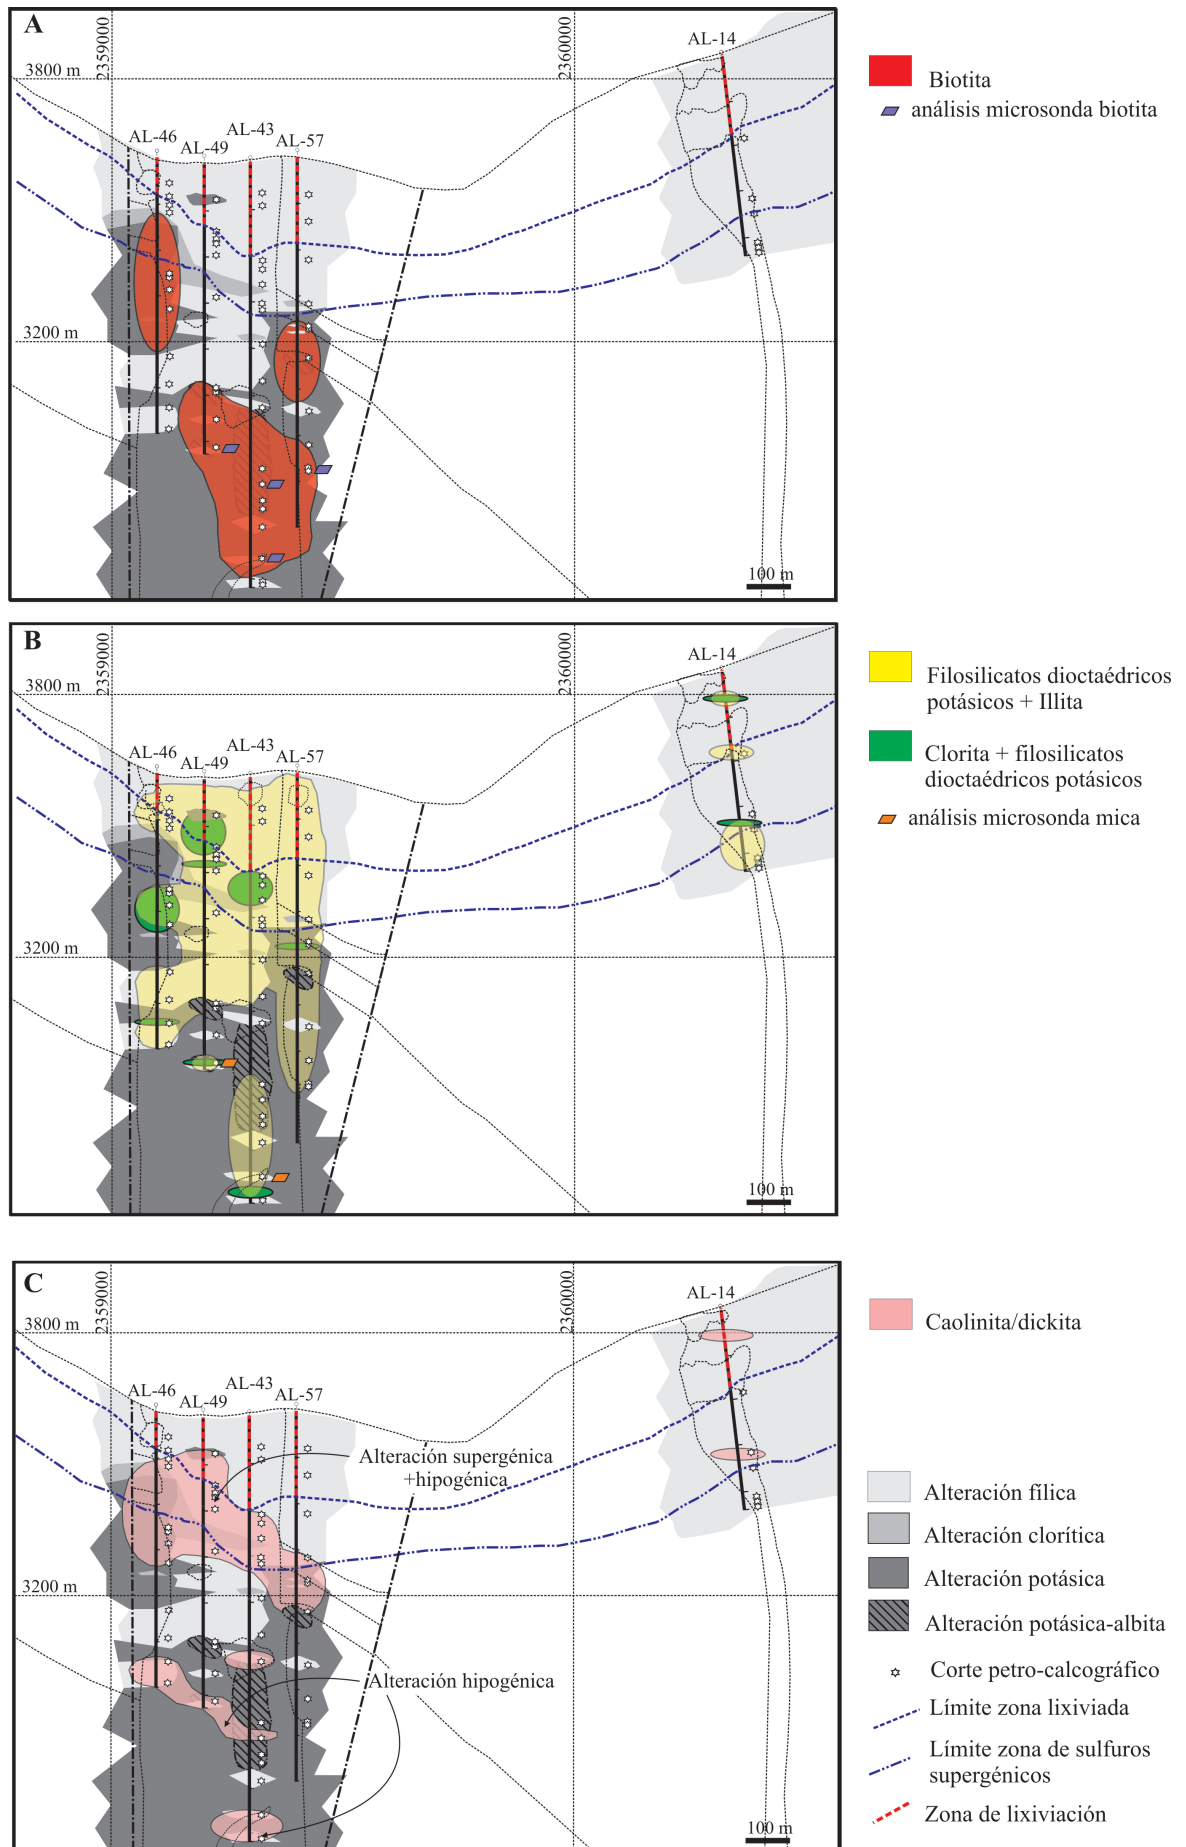 A
2359000
2360000
AL-14
3800 m
AL-46
AL-43
AL-49
AL-57
3200 m
100 m
Biotita
análisis microsonda biotita
B
2359000
2360000
AL-14
3800 m
AL-46
AL-43
AL-49
AL-57
3200 m
100 m
Filosilicatos dioctaédricos
potásicos + Illita
Clorita + filosilicatos
dioctaédricos potásicos
análisis microsonda mica
C
2359000
2360000
AL-14
3800 m
AL-46
AL-43
AL-49
AL-57
Alteración supergénica
+hipogénica
3200 m
Alteración hipogénica
100 m
Caolinita/dickita
Alteración fílica
Alteración clorítica
Alteración potásica
Alteración potásica-albita
Corte petro-calcográfico
Límite zona lixiviada
Límite zona de sulfuros
supergénicos
Zona de lixiviación